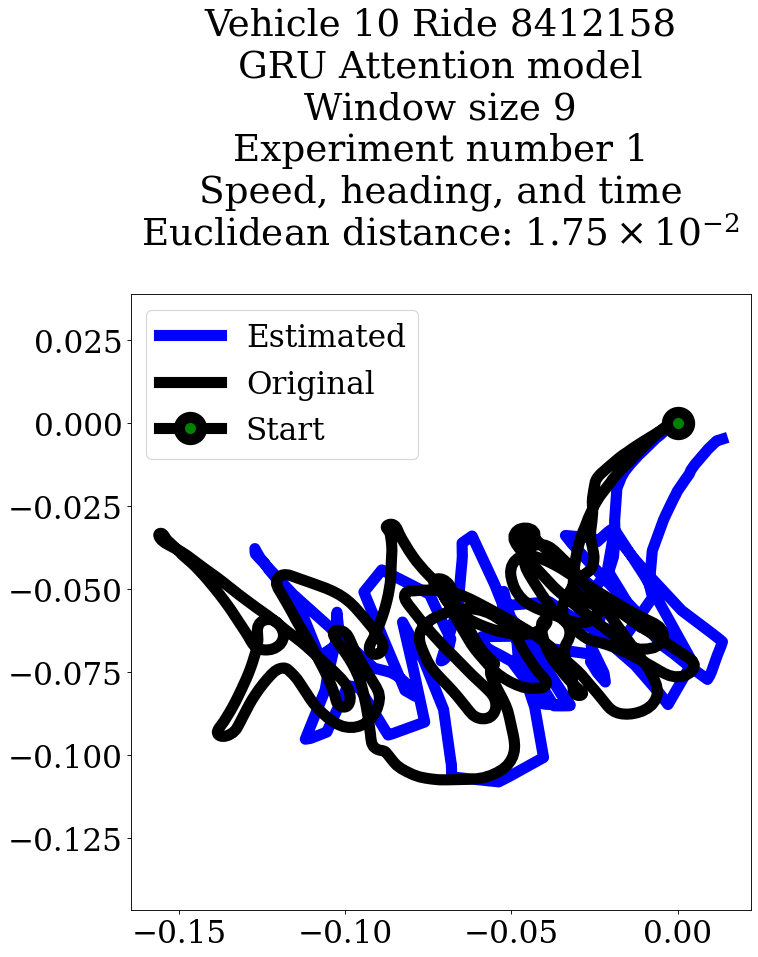 Vehicle 10 Ride 8412158
GRU Attention model
Window size 9
Experiment number 1
Speed, heading, and time
Euclidean distance: 1.75 × 10⁻²
Estimated
Original
Start
0.025
0.000
−0.025
−0.050
−0.075
−0.100
−0.125
−0.15 −0.10 −0.05 0.00